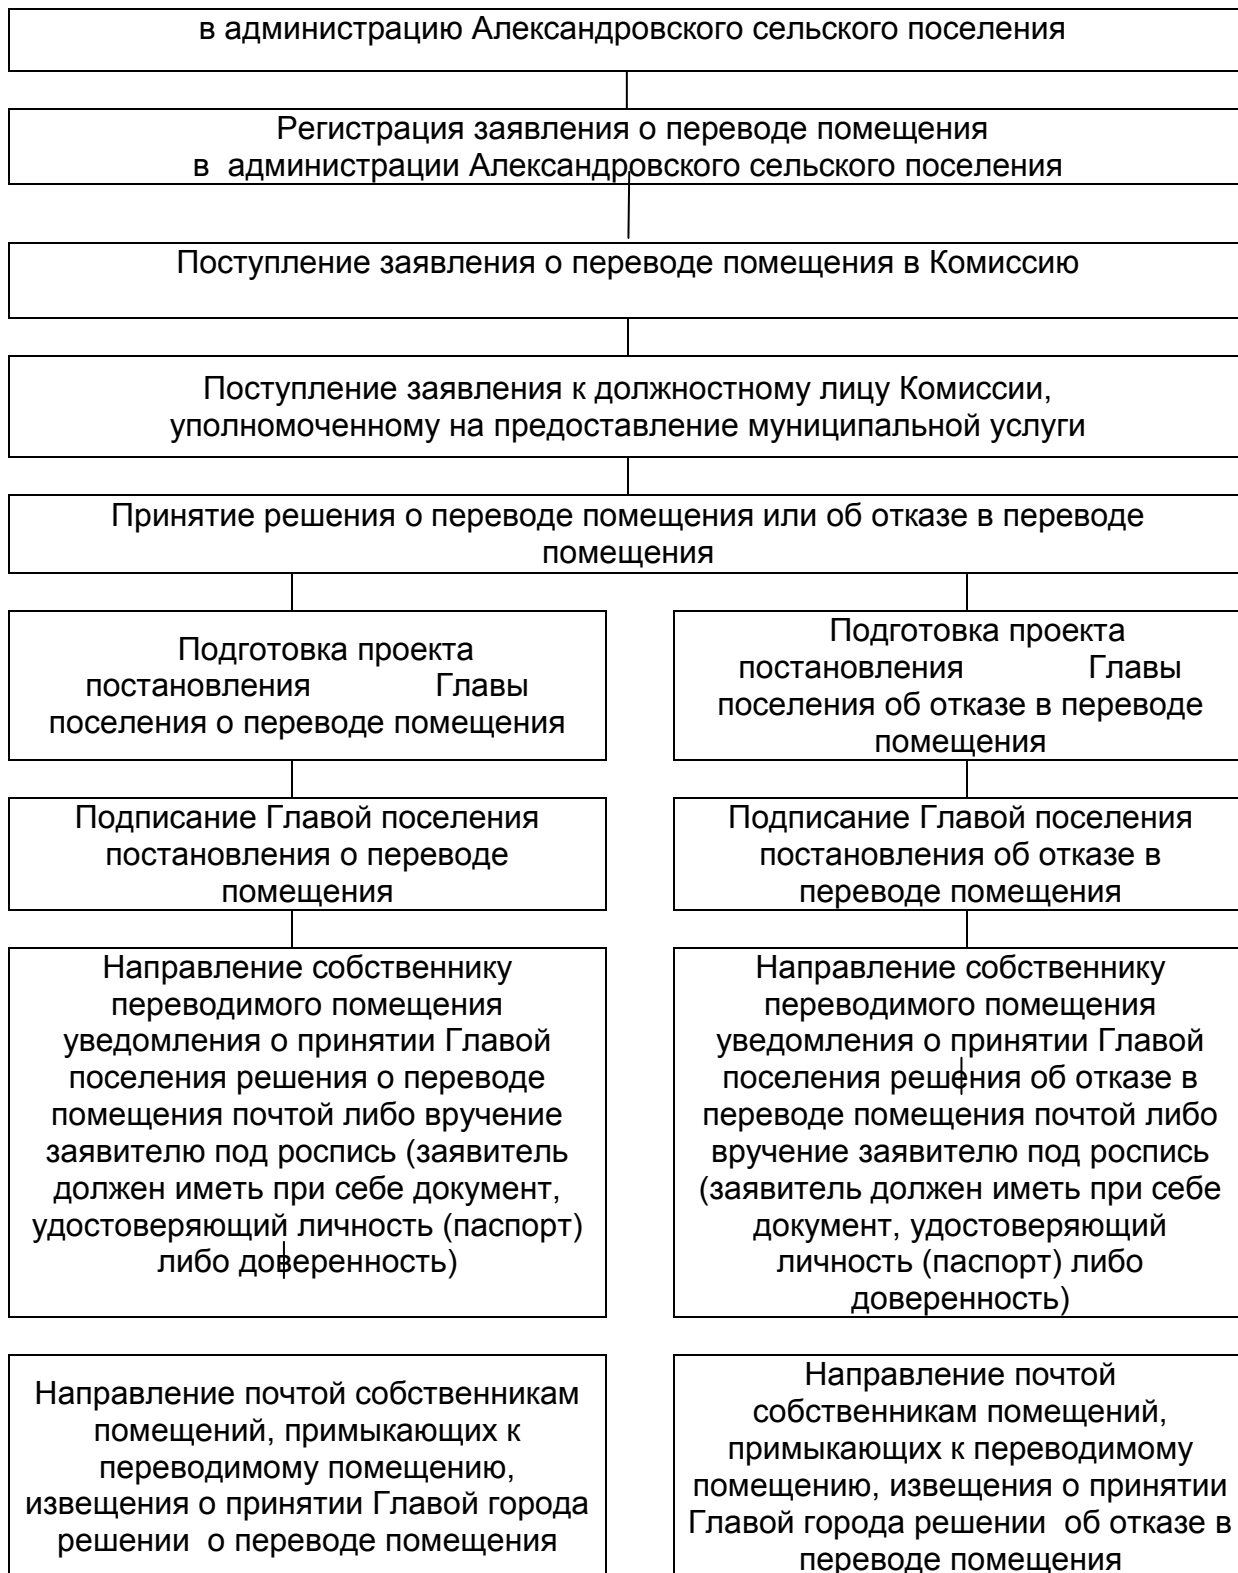 в администрацию Александровского сельского поселения
Регистрация заявления о переводе помещения
в администрации Александровского сельского поселения
Поступление заявления о переводе помещения в Комиссию
Поступление заявления к должностному лицу Комиссии,
уполномоченному на предоставление муниципальной услуги
Принятие решения о переводе помещения или об отказе в переводе
помещения
Подготовка проекта
постановления Главы
поселения о переводе помещения
Подготовка проекта
постановления Главы
поселения об отказе в переводе
помещения
Подписание Главой поселения
постановления о переводе
помещения
Подписание Главой поселения
постановления об отказе в
переводе помещения
Направление собственнику
переводимого помещения
уведомления о принятии Главой
поселения решения о переводе
помещения почтой либо вручение
заявителю под роспись (заявитель
должен иметь при себе документ,
удостоверяющий личность (паспорт)
либо доверенность)
Направление собственнику
переводимого помещения
уведомления о принятии Главой
поселения решения об отказе в
переводе помещения почтой либо
вручение заявителю под роспись
(заявитель должен иметь при себе
документ, удостоверяющий
личность (паспорт) либо
доверенность)
Направление почтой собственникам
помещений, примыкающих к
переводимому помещению,
извещения о принятии Главой города
решении о переводе помещения
Направление почтой
собственникам помещений,
примыкающих к переводимому
помещению, извещения о принятии
Главой города решении об отказе в
переводе помещения